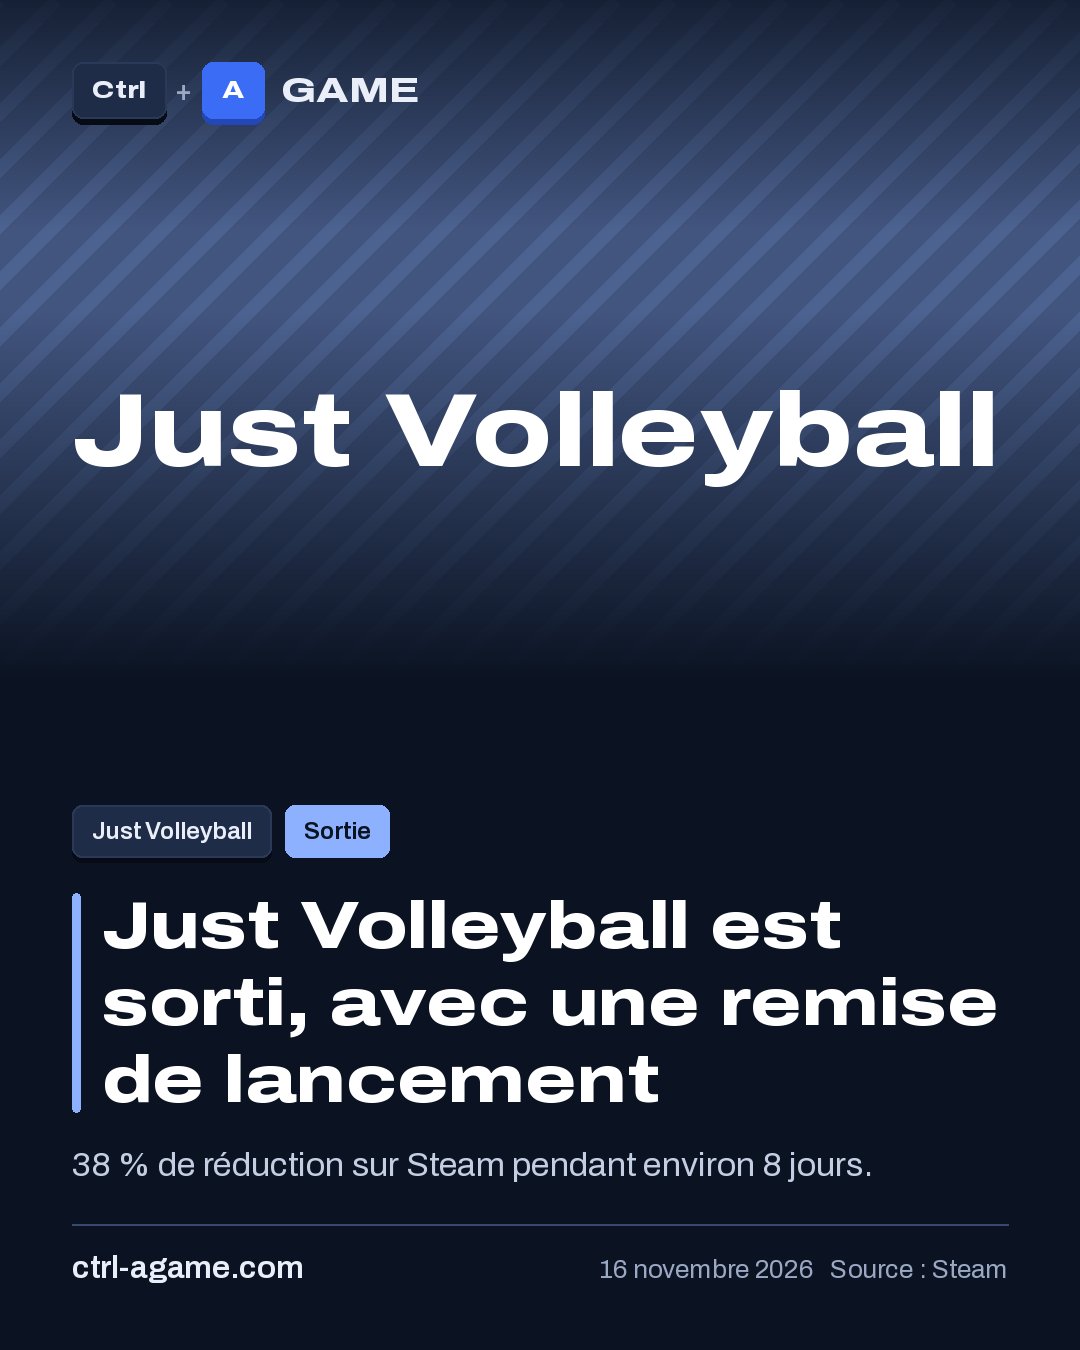 Ctrl + A GAME
Just Volleyball
Just Volleyball Sortie
Just Volleyball est
sorti, avec une remise
de lancement
38 % de réduction sur Steam pendant environ 8 jours.
ctrl-agame.com 16 novembre 2026 Source : Steam